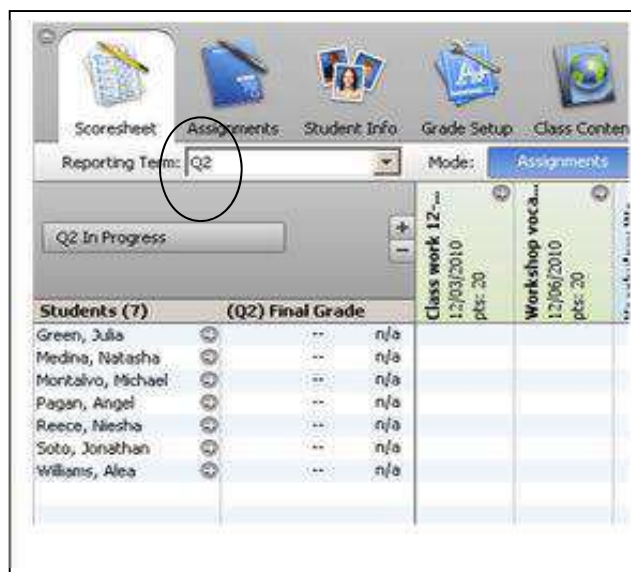 Scoresheet Assignments Student Info Grade Setup Class Conten
Reporting Term: Q2 Mode: Assignments
Q2 In Progress
+
−
Class work 12-...
12/03/2010
pts: 20
Workshop voca...
12/06/2010
pts: 20
Students (7) (Q2) Final Grade
Green, Julia -- n/a
Medina, Natasha -- n/a
Montalvo, Michael -- n/a
Pagan, Angel -- n/a
Reece, Niesha -- n/a
Soto, Jonathan -- n/a
Williams, Alea -- n/a